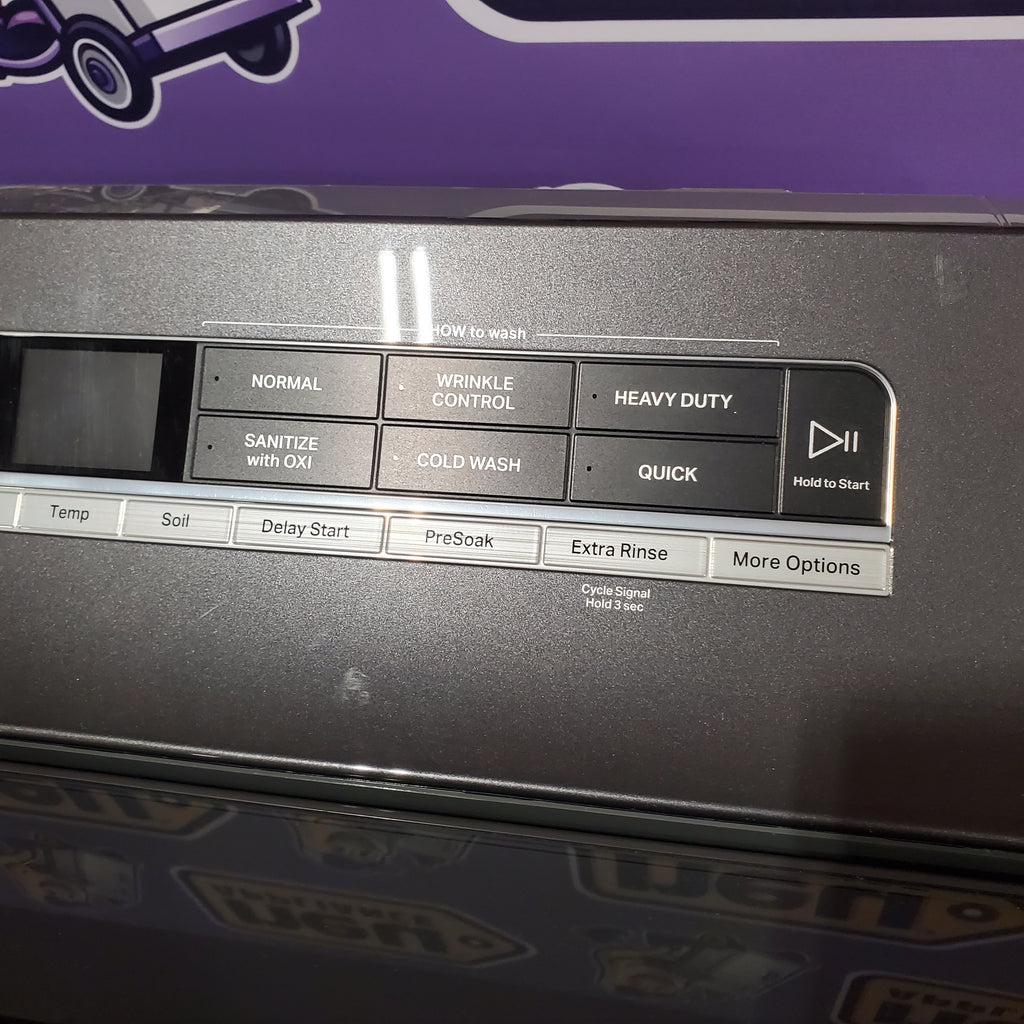 HOW to wash
NORMAL
WRINKLE
CONTROL
HEAVY DUTY
SANITIZE
with OXI
COLD WASH
QUICK
Hold to Start
Temp
Soil
Delay Start
PreSoak
Extra Rinse
More Options
Cycle Signal
Hold 3 sec